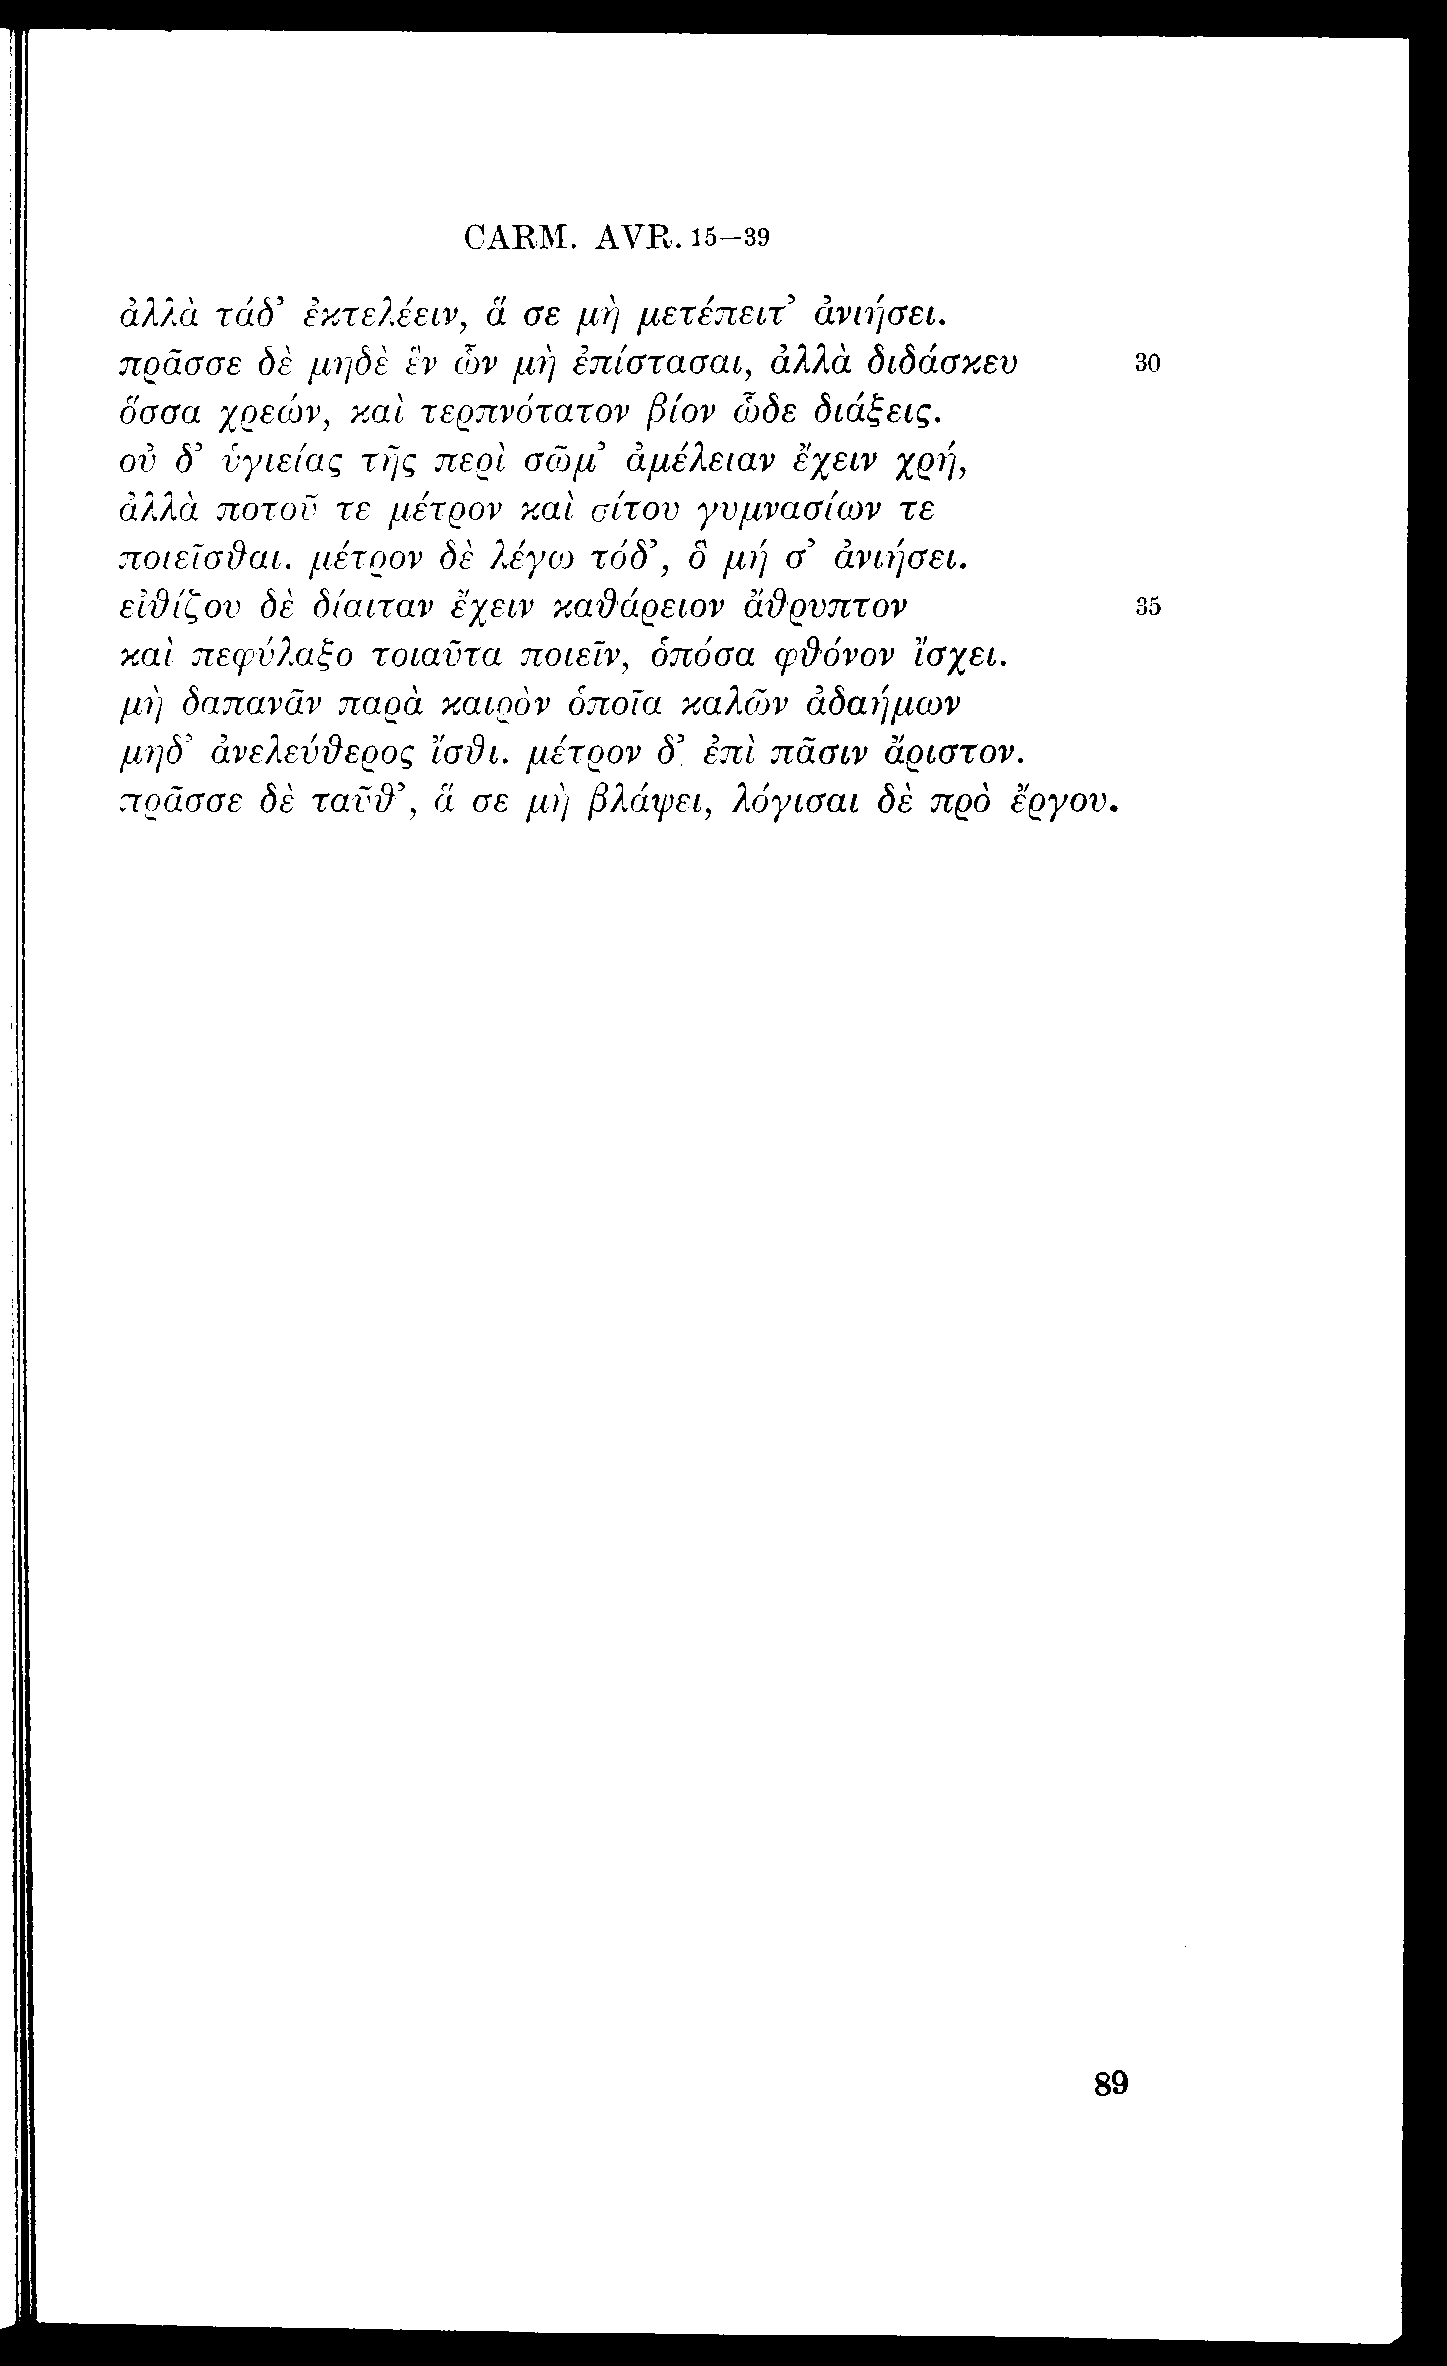 CARM. AVR. 15–39
ἀλλὰ τάδ’ ἐκτελέειν, ἅ σε μὴ μετέπειτ’ ἀνιήσει.
πρᾶσσε δὲ μηδὲ ἓν ὧν μὴ ἐπίστασαι, ἀλλὰ διδάσκευ 30
ὅσσα χρεών, καὶ τερπνότατον βίον ὧδε διάξεις.
οὐ δ’ ὑγιείας τῆς περὶ σῶμ’ ἀμέλειαν ἔχειν χρή,
ἀλλὰ ποτοῦ τε μέτρον καὶ σίτου γυμνασίων τε
ποιεῖσθαι. μέτρον δὲ λέγω τόδ’, ὃ μή σ’ ἀνιήσει.
εἰθίζου δὲ δίαιταν ἔχειν καθάρειον ἄθρυπτον 35
καὶ πεφύλαξο τοιαῦτα ποιεῖν, ὁπόσα φθόνον ἴσχει.
μὴ δαπανᾶν παρὰ καιρὸν ὁποῖα καλῶν ἀδαήμων
μηδ’ ἀνελεύθερος ἴσθι. μέτρον δ’ ἐπὶ πᾶσιν ἄριστον.
πρᾶσσε δὲ ταῦθ’, ἅ σε μὴ βλάψει, λόγισαι δὲ πρὸ ἔργου.
89